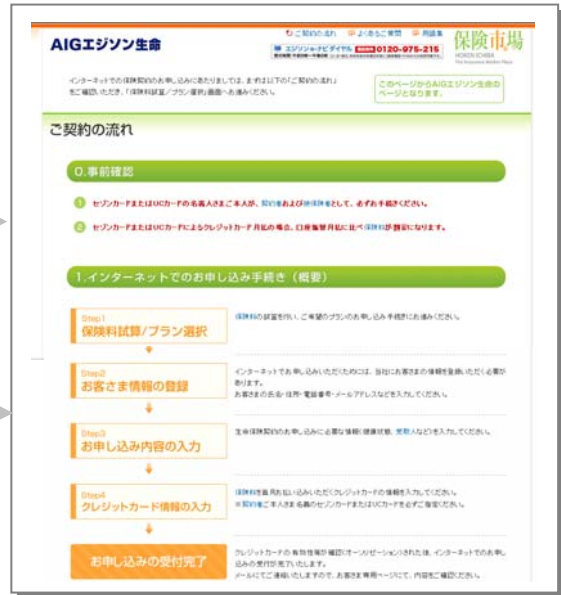 ご契約の流れ よくあるご質問 用語集
AIGエジソン生命
エジソンe-ナビダイヤル 0120-975-215
保険市場
HOKEN ICHIBA
The Insurance Market Place
インターネットでの保険契約のお申し込みにあたりましては、まずは以下の「ご契約の流れ」
をご確認いただき、「保険料試算/プラン選択」画面へお進みください。
このページからAIGエジソン生命の
ページとなります。
ご契約の流れ
0.事前確認
1 セゾンカードまたはUCカードの名義人さまご本人が、契約者および被保険者として、必ずお手続きください。
2 セゾンカードまたはUCカードによるクレジットカード月払の場合、口座振替月払に比べ保険料が割安になります。
1.インターネットでのお申し込み手続き（概要）
Step1
保険料試算/プラン選択
保険料の試算を行い、ご希望のプランのお申し込み手続きにお進みください。
Step2
お客さま情報の登録
インターネットでお申し込みいただくためには、当社にお客さまの情報を登録いただく必要が
あります。
お客さまの氏名・住所・電話番号・メールアドレスなどを入力してください。
Step3
お申し込み内容の入力
生命保険契約のお申し込みに必要な情報(健康状態、受取人など)を入力してください。
Step4
クレジットカード情報の入力
保険料を毎月お払い込みいただくクレジットカードの情報を入力してください。
※契約者ご本人さま名義のセゾンカードまたはUCカードを必ずご指定ください。
お申し込みの受付完了
クレジットカードの有効性等が確認(オーソリゼーション)された後、インターネットでのお申し
込みの受付が完了いたします。
メールにてご連絡いたしますので、お客さま専用ページにて、内容をご確認ください。